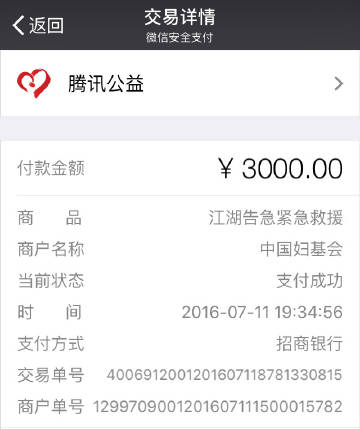 返回
交易详情
微信安全支付
腾讯公益
付款金额 ¥ 3000.00
商 品 江湖告急紧急救援
商户名称 中国妇基会
当前状态 支付成功
时 间 2016-07-11 19:34:56
支付方式 招商银行
交易单号 4006912001201607118781330815
商户单号 1299709001201607111500015782